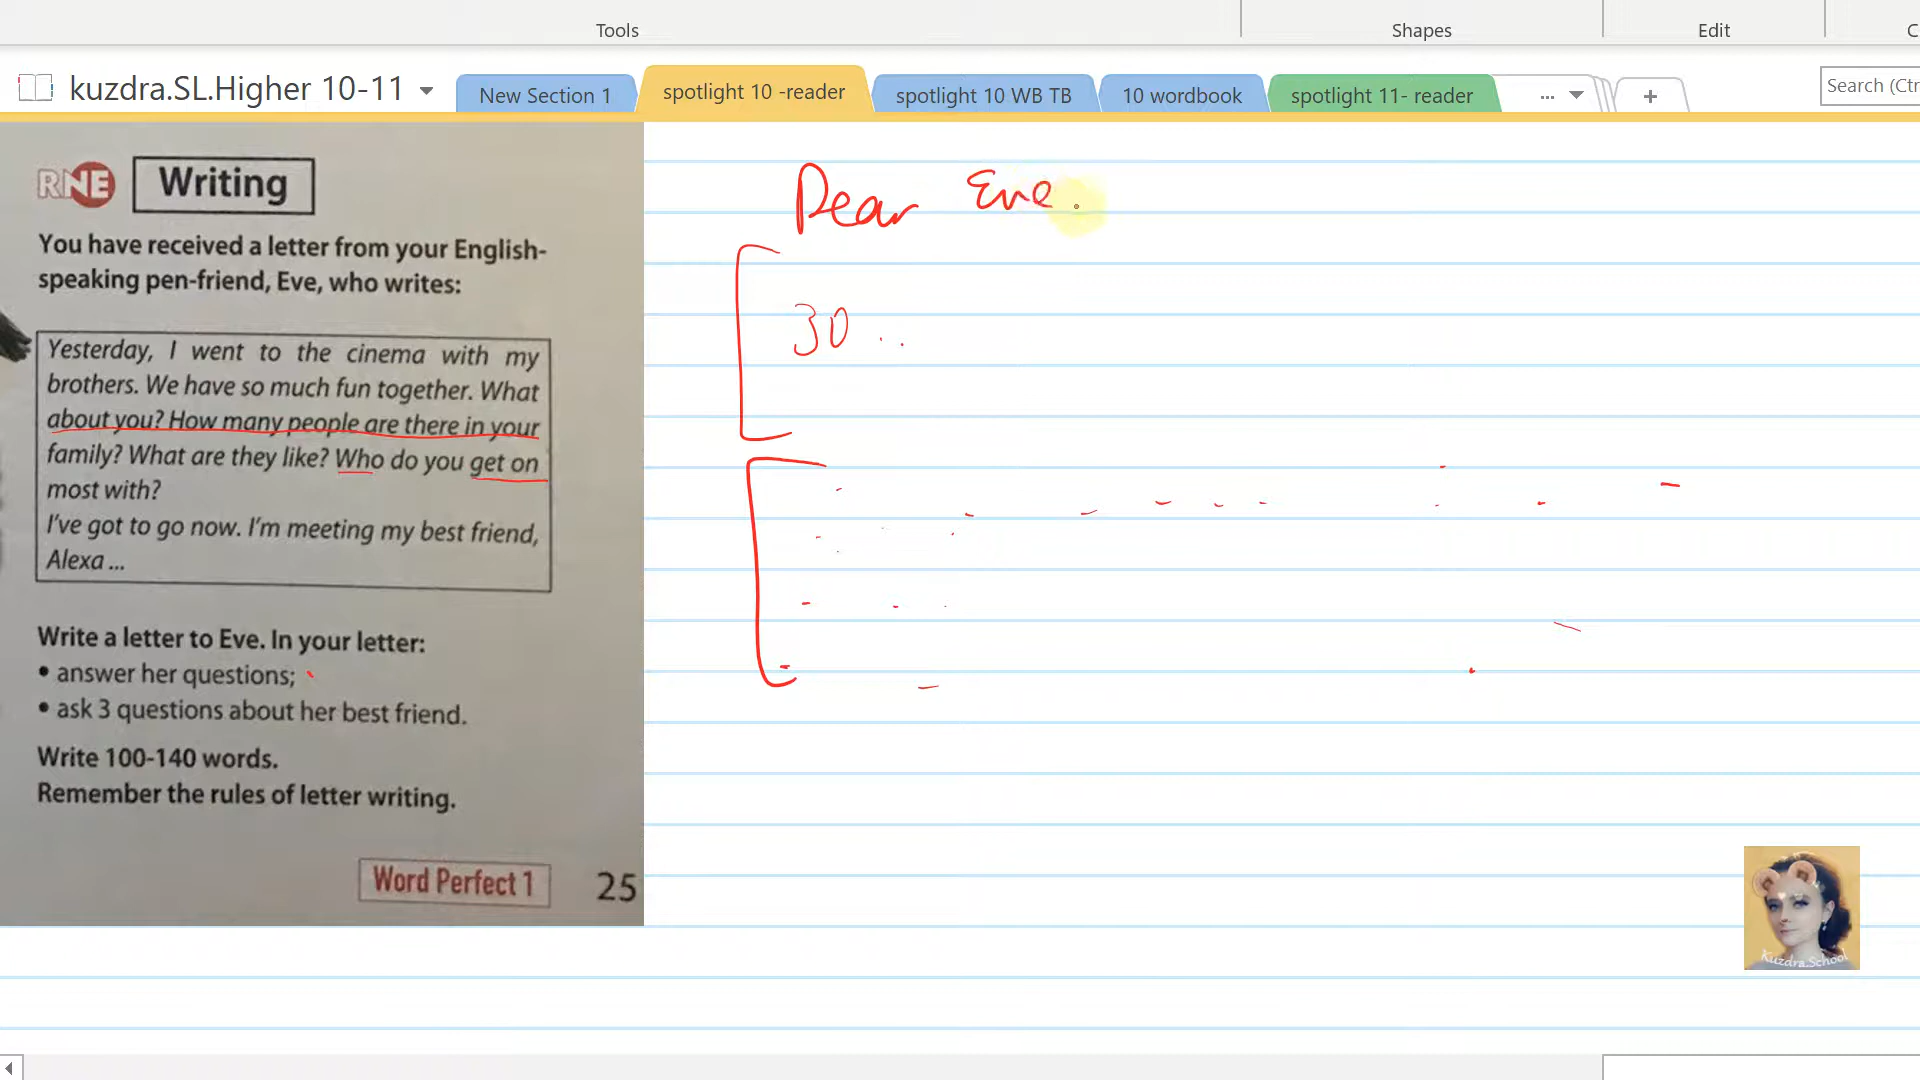 Tools
Shapes
Edit
kuzdra.SL.Higher 10-11
New Section 1
spotlight 10 -reader
spotlight 10 WB TB
10 wordbook
spotlight 11- reader
...
+
Search (Ctr
RNE
Writing
You have received a letter from your English-
speaking pen-friend, Eve, who writes:
Yesterday, I went to the cinema with my
brothers. We have so much fun together. What
about you? How many people are there in your
family? What are they like? Who do you get on
most with?
I've got to go now. I'm meeting my best friend,
Alexa ...
Write a letter to Eve. In your letter:
• answer her questions;
• ask 3 questions about her best friend.
Write 100-140 words.
Remember the rules of letter writing.
Word Perfect 1
25
Dear Eve.
30 ..
Kuzdra.School